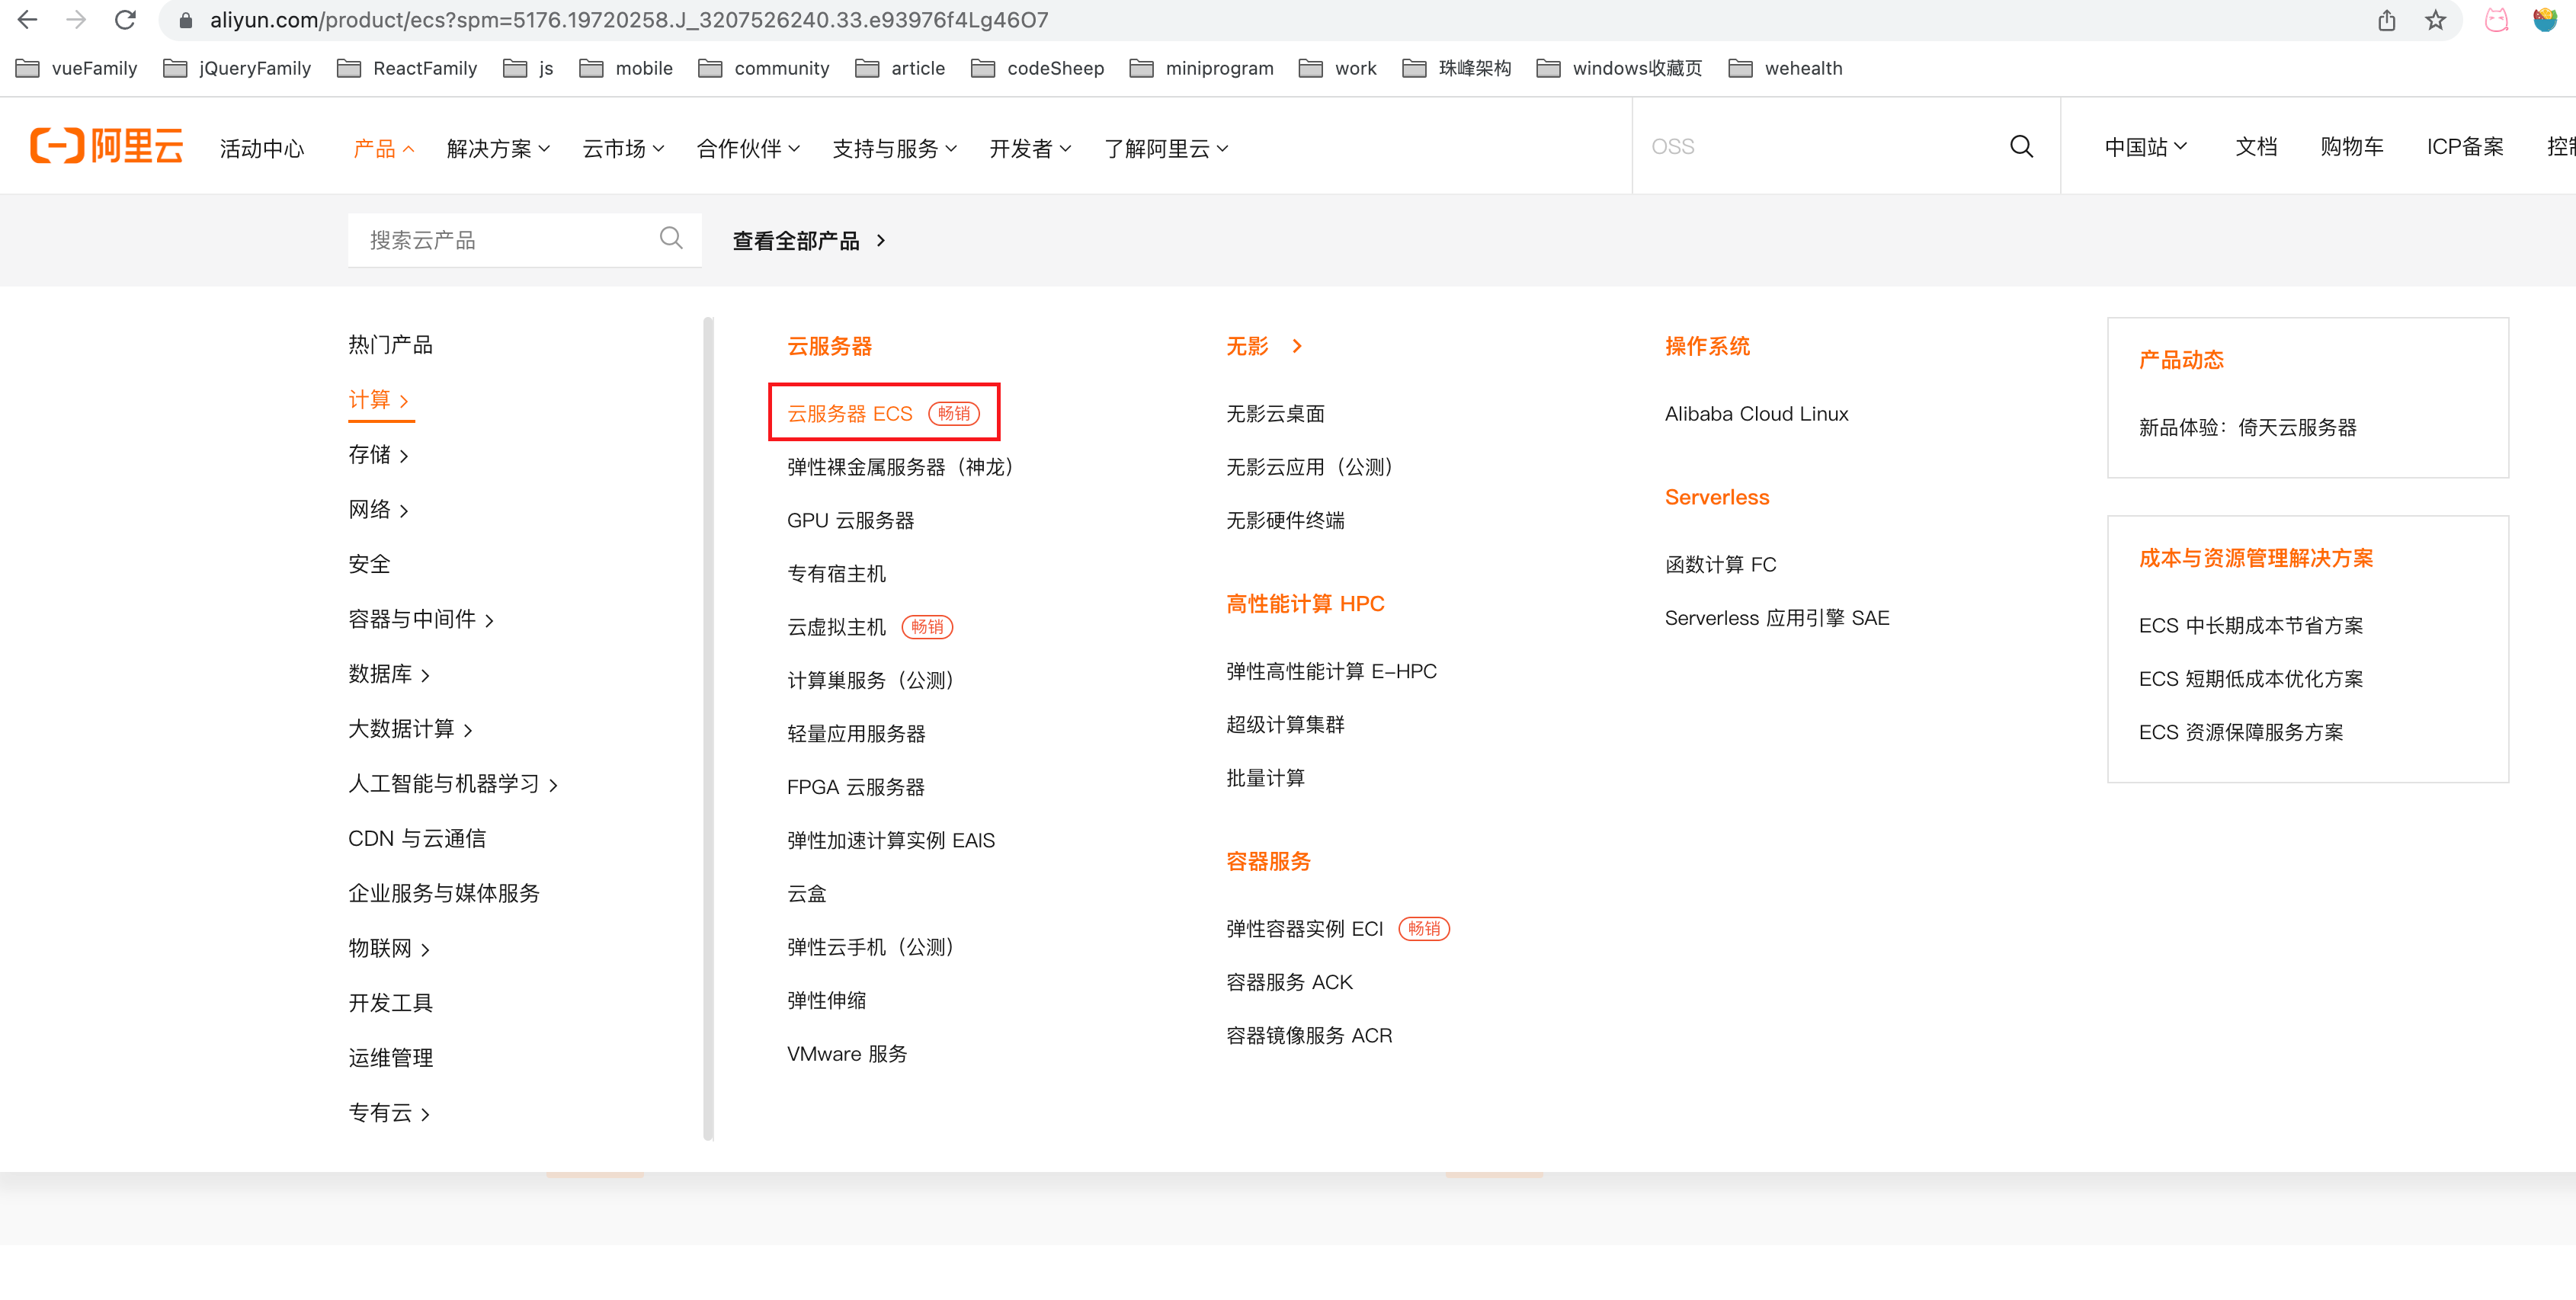 aliyun.com/product/ecs?spm=5176.19720258.J_3207526240.33.e93976f4Lg46O7
vueFamily jQueryFamily ReactFamily js mobile community article codeSheep miniprogram work 珠峰架构 windows收藏页 wehealth
阿里云 活动中心 产品 解决方案 云市场 合作伙伴 支持与服务 开发者 了解阿里云 OSS 中国站 文档 购物车 ICP备案 控制
搜索云产品 查看全部产品
热门产品
计算
存储
网络
安全
容器与中间件
数据库
大数据计算
人工智能与机器学习
CDN 与云通信
企业服务与媒体服务
物联网
开发工具
运维管理
专有云
云服务器
云服务器 ECS 畅销
弹性裸金属服务器（神龙）
GPU 云服务器
专有宿主机
云虚拟主机 畅销
计算巢服务（公测）
轻量应用服务器
FPGA 云服务器
弹性加速计算实例 EAIS
云盒
弹性云手机（公测）
弹性伸缩
VMware 服务
无影
无影云桌面
无影云应用（公测）
无影硬件终端
高性能计算 HPC
弹性高性能计算 E-HPC
超级计算集群
批量计算
容器服务
弹性容器实例 ECI 畅销
容器服务 ACK
容器镜像服务 ACR
操作系统
Alibaba Cloud Linux
Serverless
函数计算 FC
Serverless 应用引擎 SAE
产品动态
新品体验：倚天云服务器
成本与资源管理解决方案
ECS 中长期成本节省方案
ECS 短期低成本优化方案
ECS 资源保障服务方案